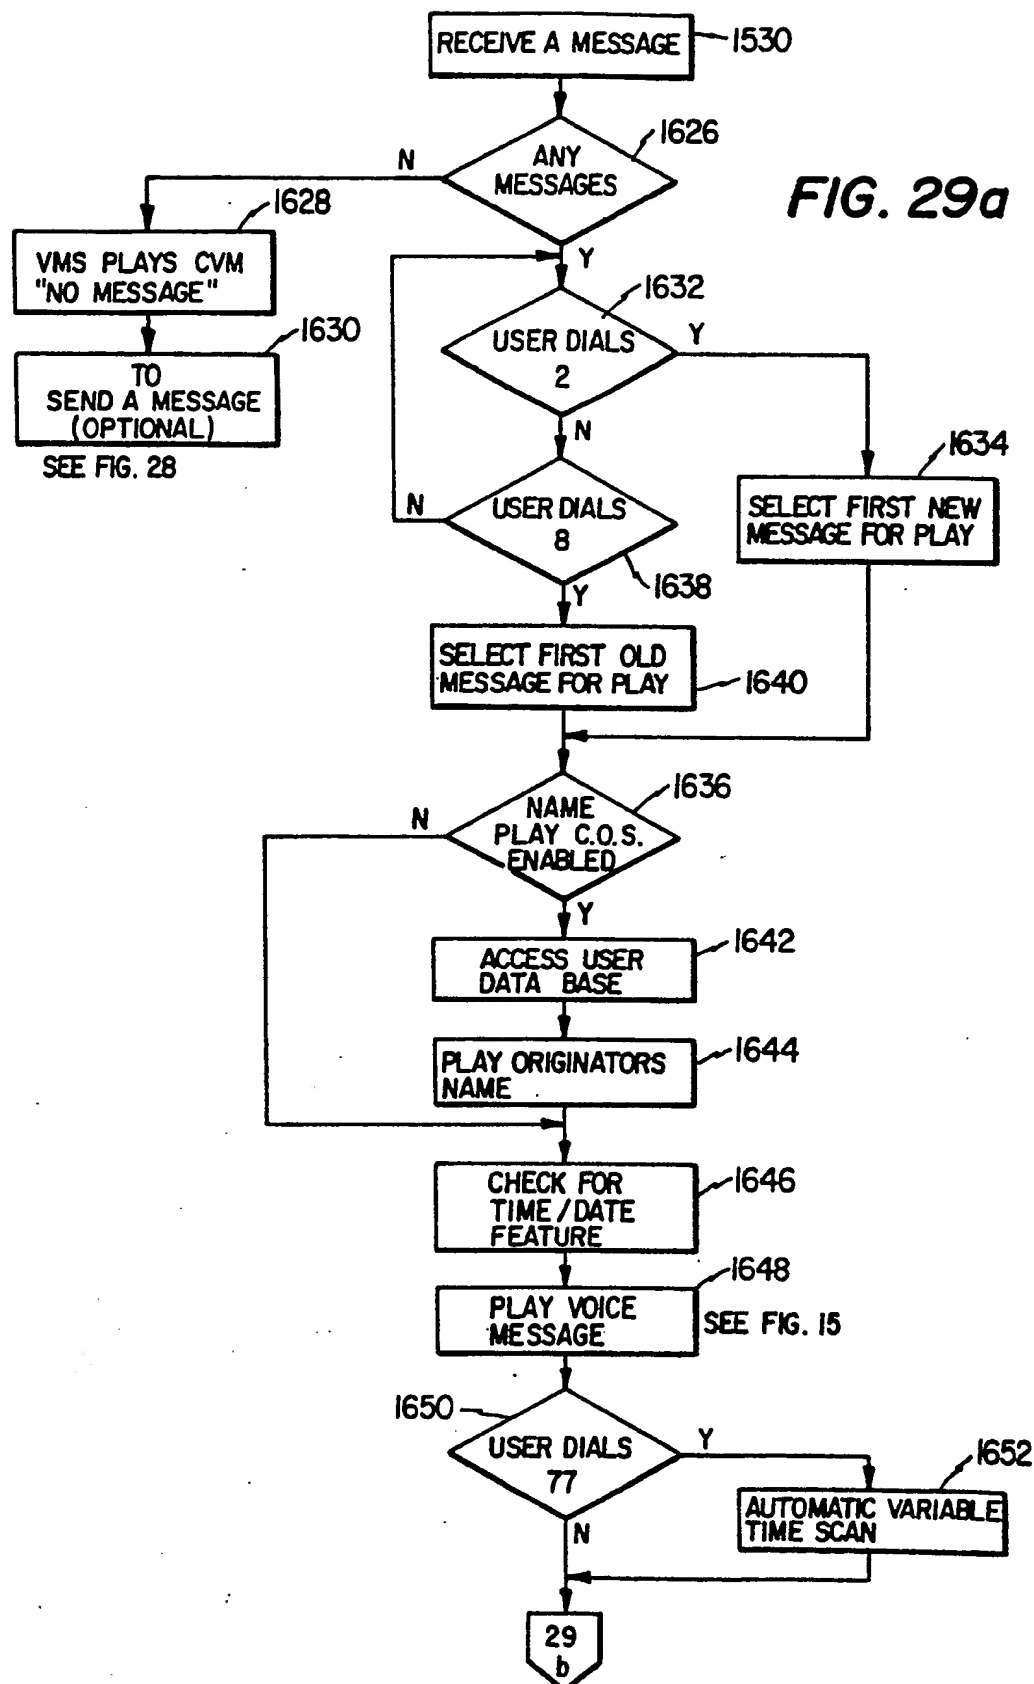 RECEIVE A MESSAGE
1530
ANY
MESSAGES
1626
N
Y
FIG. 29a
1628
VMS PLAYS CVM
"NO MESSAGE"
1630
TO
SEND A MESSAGE
(OPTIONAL)
SEE FIG. 28
1632
USER DIALS
2
Y
N
1634
SELECT FIRST NEW
MESSAGE FOR PLAY
USER DIALS
8
N
1638
Y
SELECT FIRST OLD
MESSAGE FOR PLAY
1640
1636
NAME
PLAY C.O.S.
ENABLED
N
Y
1642
ACCESS USER
DATA BASE
1644
PLAY ORIGINATORS
NAME
CHECK FOR
TIME/DATE
FEATURE
1646
1648
PLAY VOICE
MESSAGE
SEE FIG. 15
1650
USER DIALS
77
Y
N
1652
AUTOMATIC VARIABLE
TIME SCAN
29
b